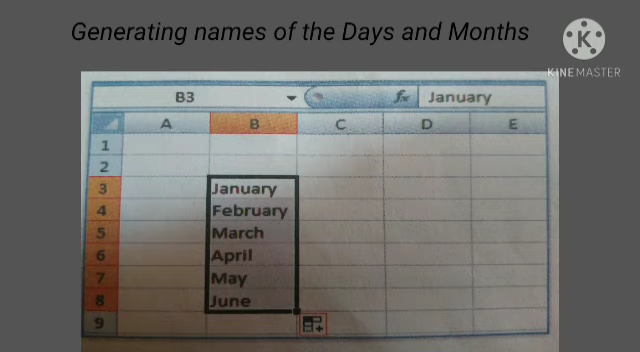 Generating names of the Days and Months
K
KINEMASTER
B3 fx January
A B C D E
1
2
3 January
4 February
5 March
6 April
7 May
8 June
9